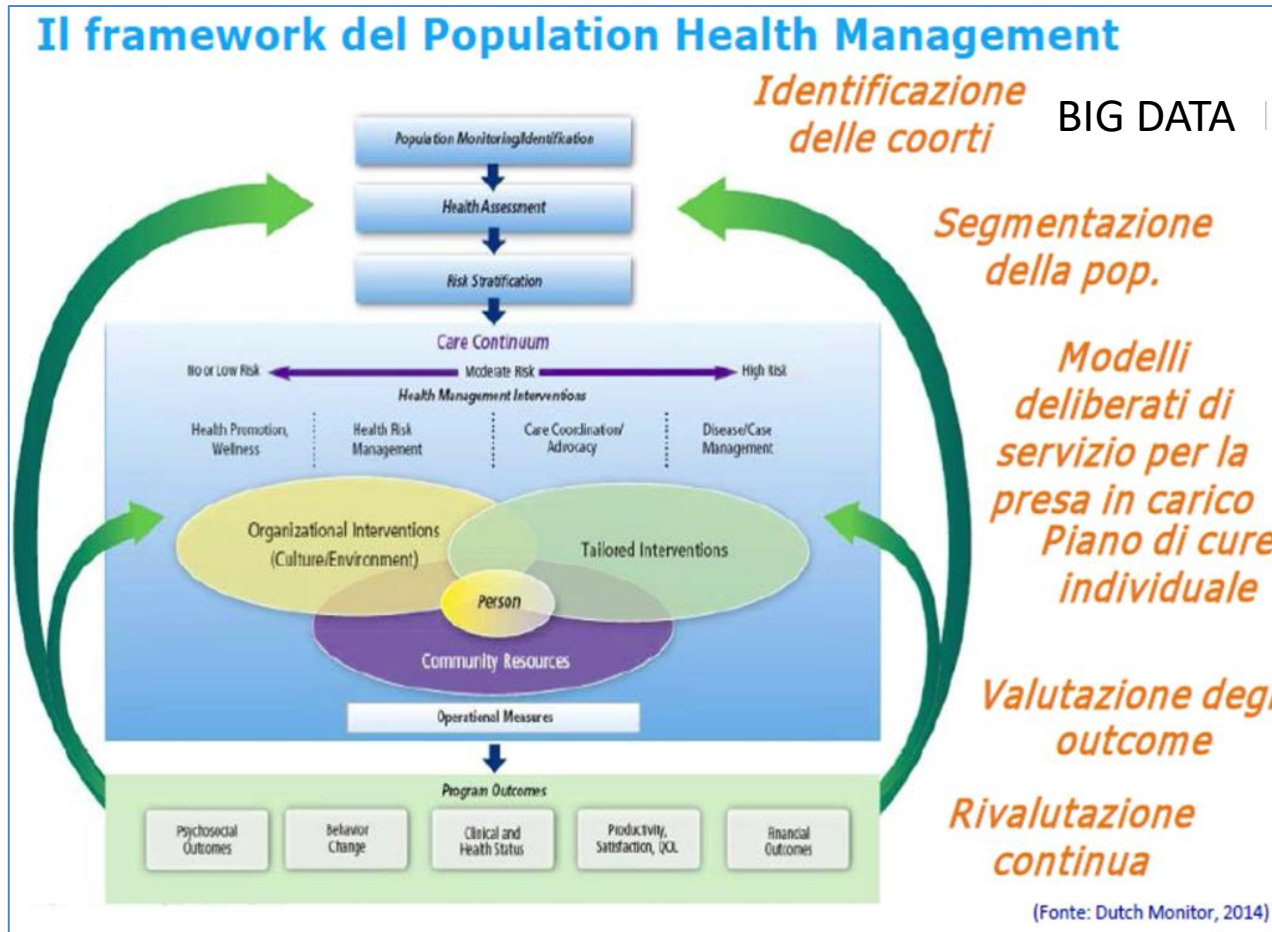 Il framework del Population Health Management
Identificazione
delle coorti
BIG DATA
Population Monitoring/Identification
Health Assessment
Segmentazione
della pop.
Risk Stratification
Care Continuum
No or Low Risk
Moderate Risk
High Risk
Health Management Interventions
Health Promotion,
Wellness
Health Risk
Management
Care Coordination/
Advocacy
Disease/Case
Management
Modelli
deliberati di
servizio per la
presa in carico
Piano di cure
individuale
Organizational Interventions
(Culture/Environment)
Tailored Interventions
Person
Community Resources
Operational Measures
Valutazione degl
outcome
Program Outcomes
Psychosocial
Outcomes
Behavior
Change
Clinical and
Health Status
Productivity,
Satisfaction, QOL
Financial
Outcomes
Rivalutazione
continua
(Fonte: Dutch Monitor, 2014)